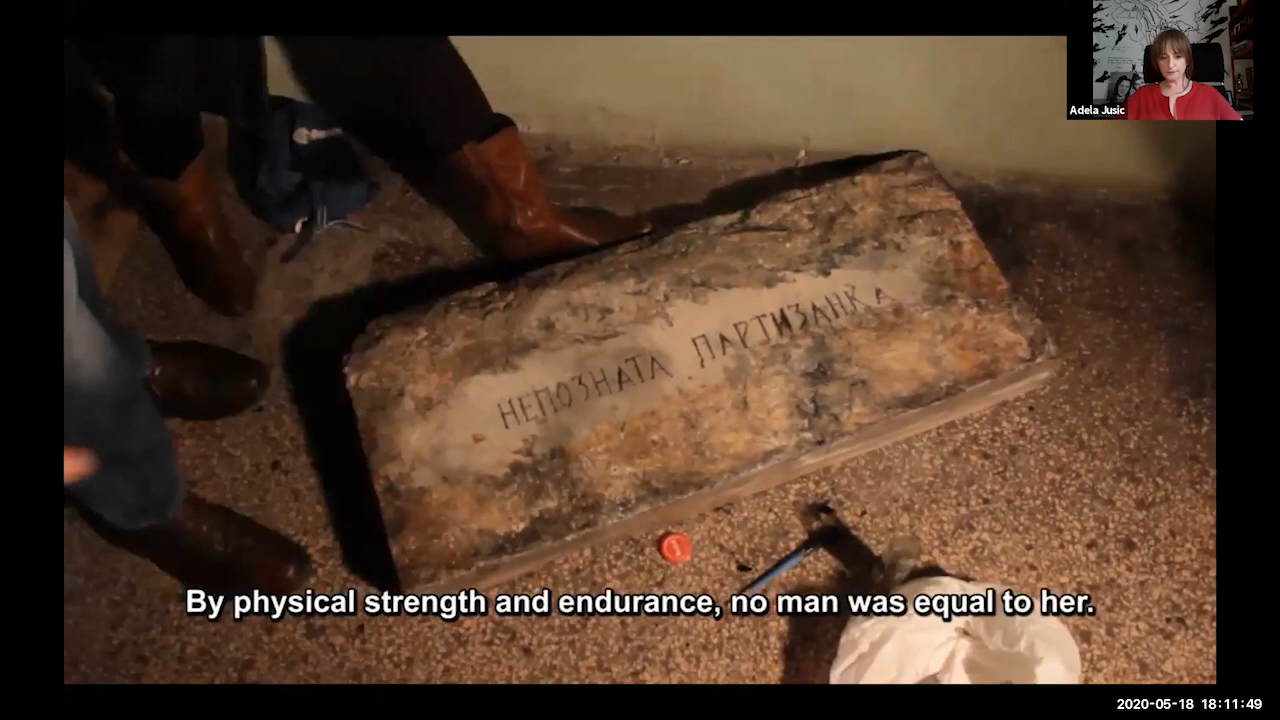 Adela Jusic
НЕПОЗНАТА ПАРТИЗАНКА
By physical strength and endurance, no man was equal to her.
2020-05-18 18:11:49